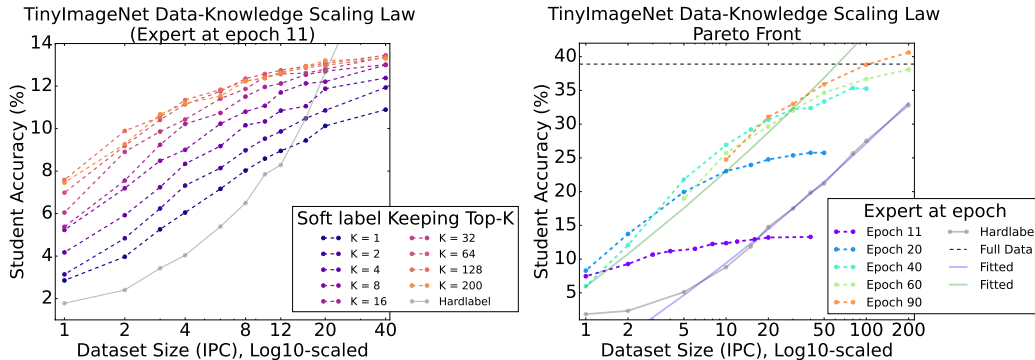 TinyImageNet Data-Knowledge Scaling Law
(Expert at epoch 11)
14
12
10
8
6
4
2
Student Accuracy (%)
1
2
4
8
12
20
40
Dataset Size (IPC), Log10-scaled
Soft label Keeping Top-K
K = 1
K = 2
K = 4
K = 8
K = 16
K = 32
K = 64
K = 128
K = 200
Hardlabel
TinyImageNet Data-Knowledge Scaling Law
Pareto Front
40
35
30
25
20
15
10
5
Student Accuracy (%)
1
2
5
10
20
50
100
200
Dataset Size (IPC), Log10-scaled
Expert at epoch
Epoch 11
Epoch 20
Epoch 40
Epoch 60
Epoch 90
Hardlabe
Full Data
Fitted
Fitted